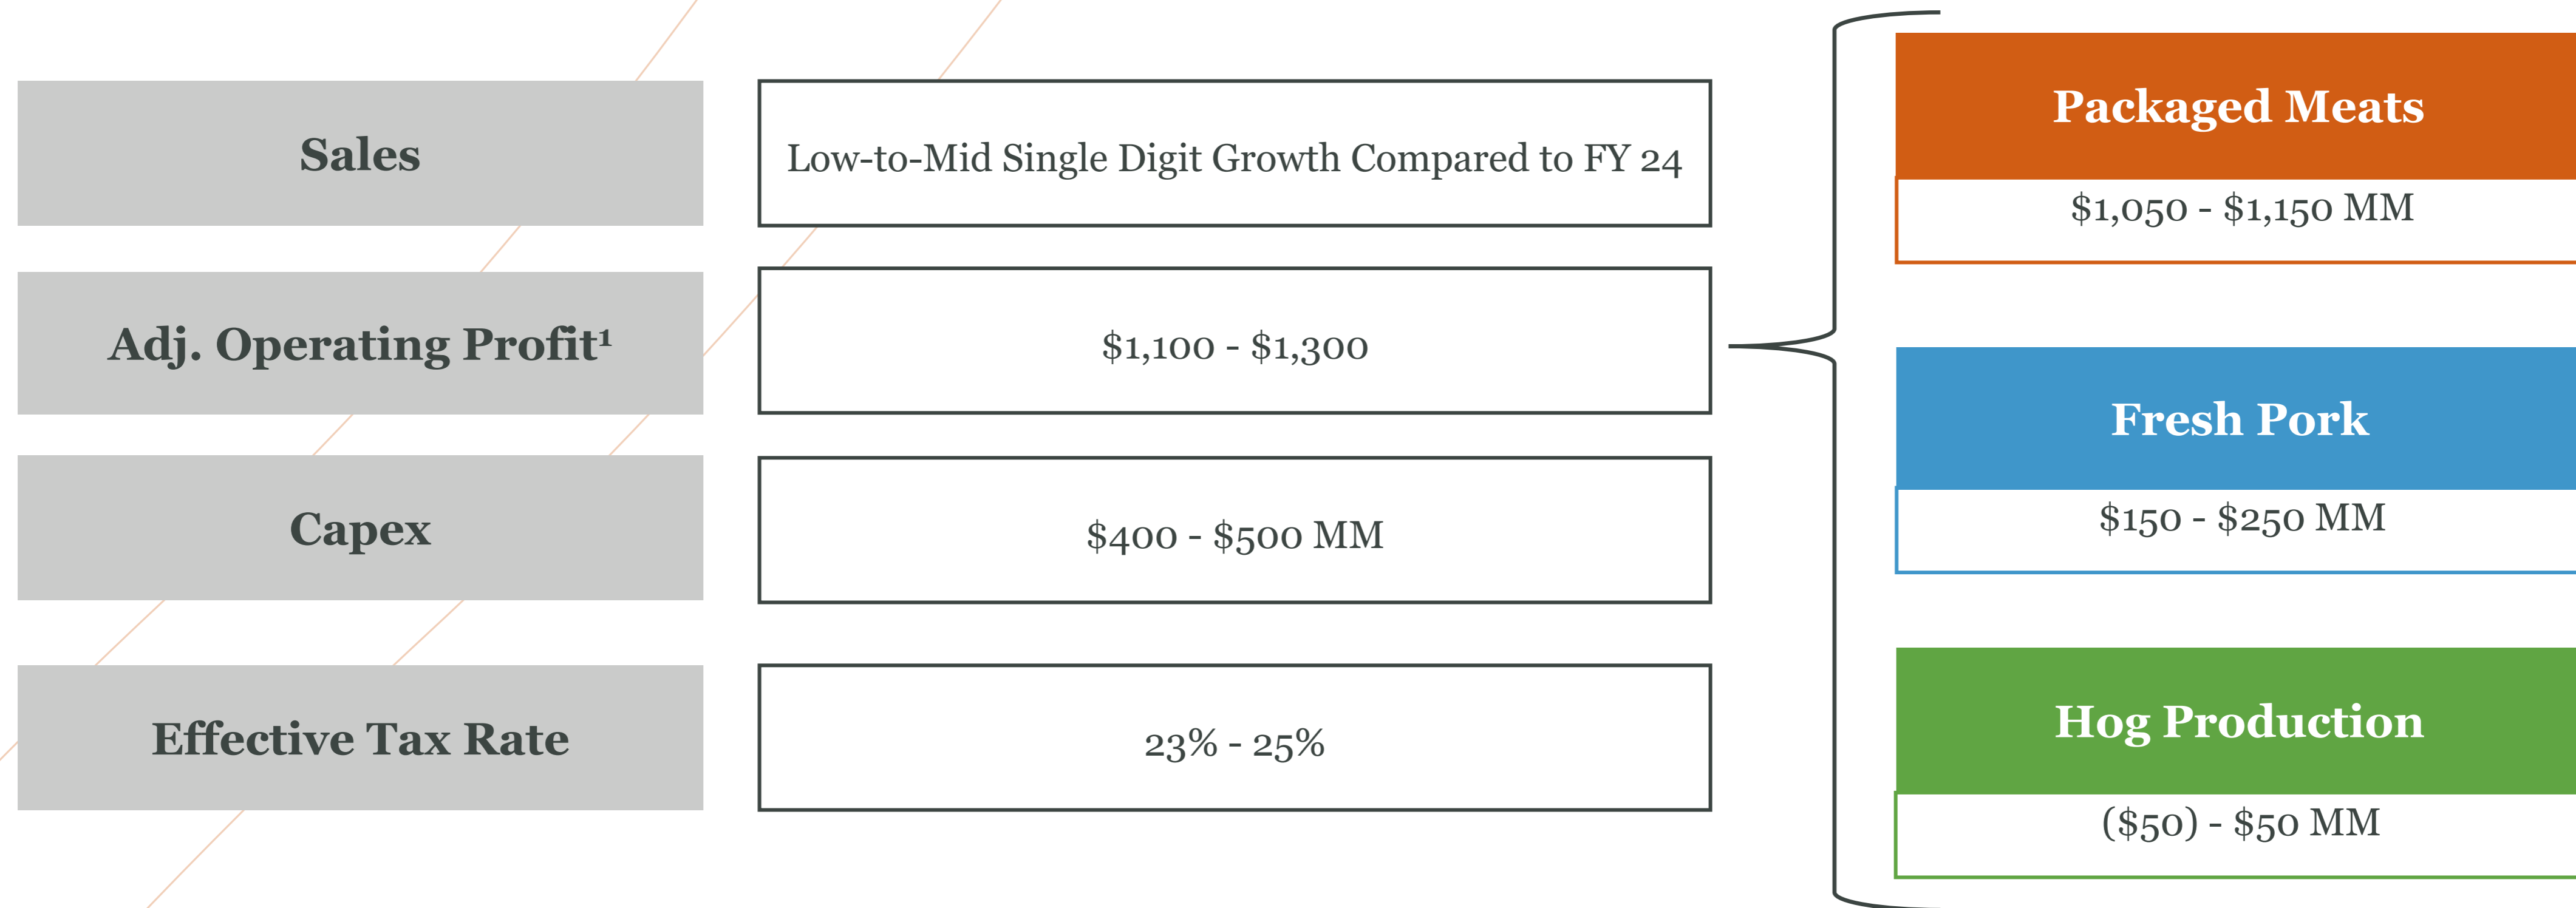 Sales
Low-to-Mid Single Digit Growth Compared to FY 24
Adj. Operating Profit¹
$1,100 - $1,300
Capex
$400 - $500 MM
Effective Tax Rate
23% - 25%
Packaged Meats
$1,050 - $1,150 MM
Fresh Pork
$150 - $250 MM
Hog Production
($50) - $50 MM